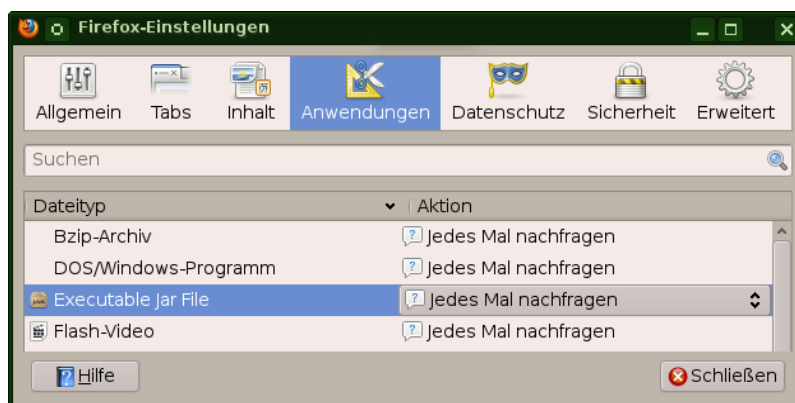 Firefox-Einstellungen
Allgemein Tabs Inhalt Anwendungen Datenschutz Sicherheit Erweitert
Suchen
Dateityp Aktion
Bzip-Archiv Jedes Mal nachfragen
DOS/Windows-Programm Jedes Mal nachfragen
Executable Jar File Jedes Mal nachfragen
Flash-Video Jedes Mal nachfragen
Hilfe Schließen